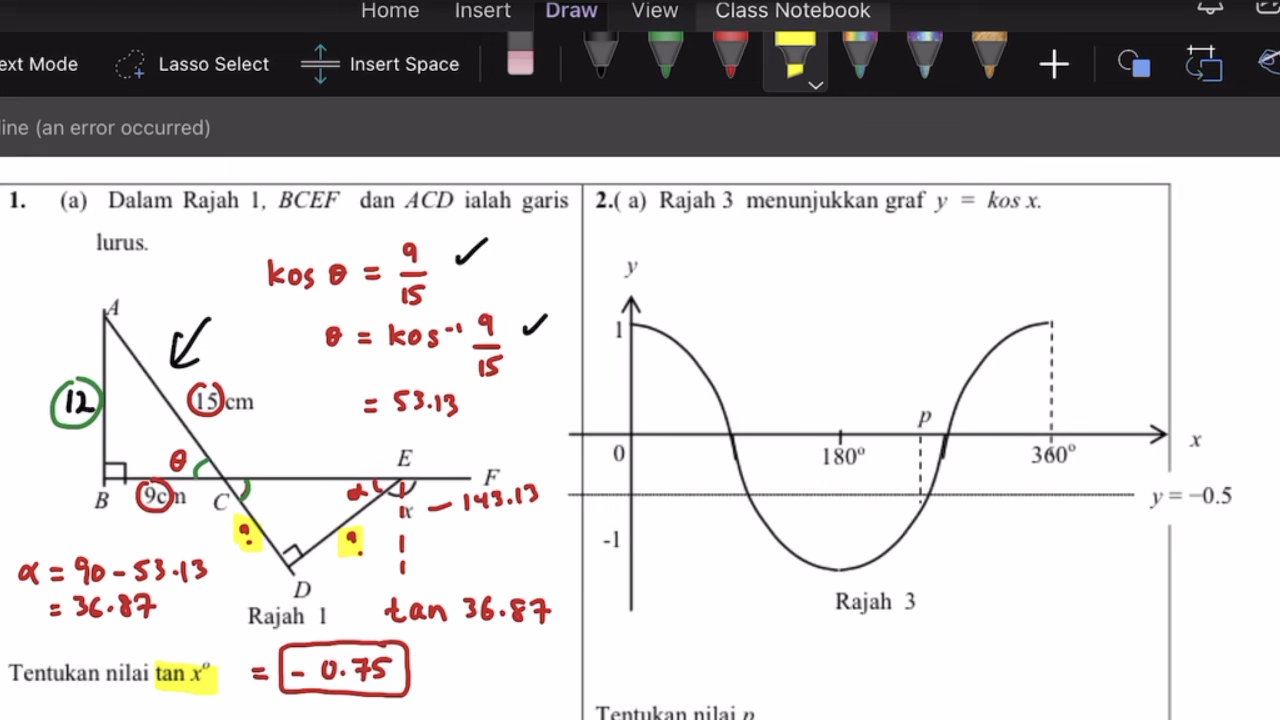 Home Insert Draw View Class Notebook
ext Mode Lasso Select Insert Space
line (an error occurred)
1. (a) Dalam Rajah 1, BCEF dan ACD ialah garis
lurus.
kos θ = 9/15
θ = kos⁻¹ 9/15
= 53.13
A
12
15 cm
θ
B
9cm
C
E
F
α
x
143.13
?
?
D
α = 90 - 53.13
= 36.87
Rajah 1
tan 36.87
Tentukan nilai tan x° = - 0.75
2.( a) Rajah 3 menunjukkan graf y = kos x.
y
1
p
0
180°
360°
x
y = −0.5
-1
Rajah 3
Tentukan nilai p